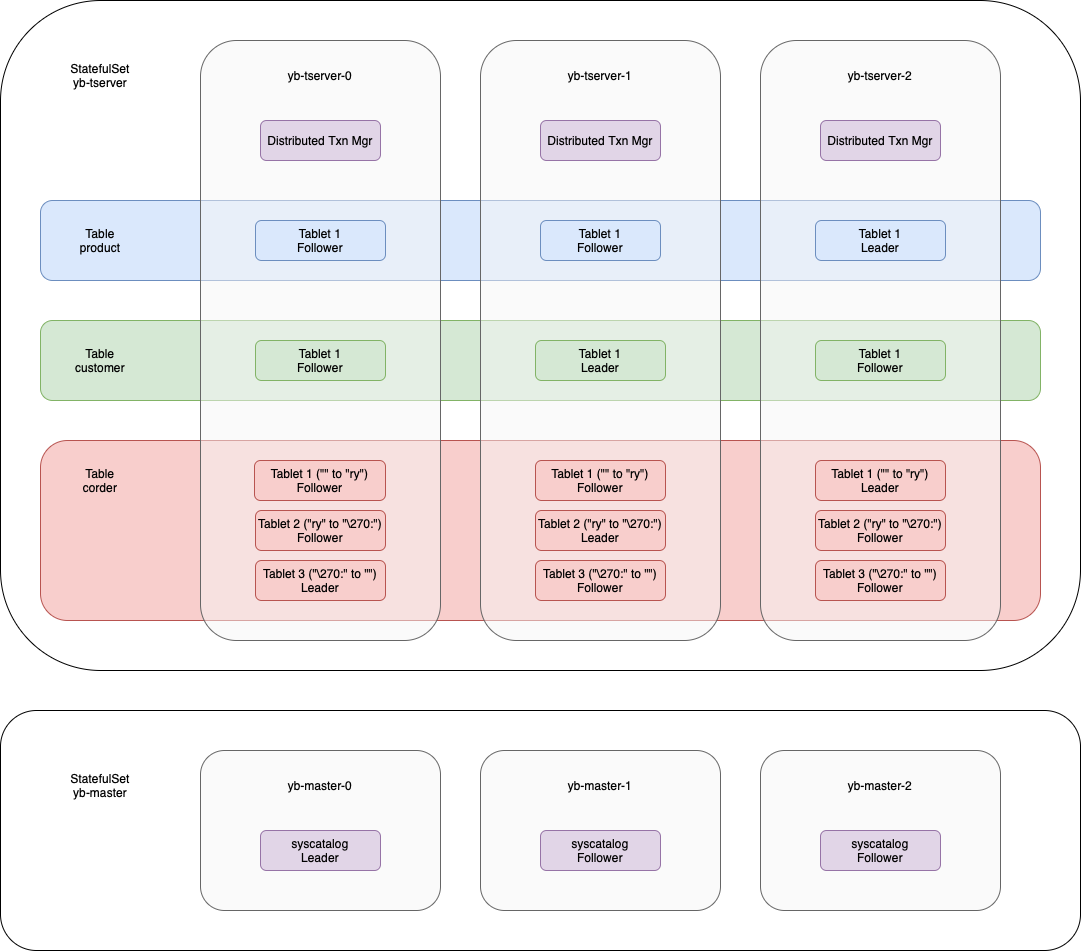 StatefulSet
yb-tserver
yb-tserver-0
yb-tserver-1
yb-tserver-2
Distributed Txn Mgr
Distributed Txn Mgr
Distributed Txn Mgr
Table
product
Tablet 1
Follower
Tablet 1
Follower
Tablet 1
Leader
Table
customer
Tablet 1
Follower
Tablet 1
Leader
Tablet 1
Follower
Table
corder
Tablet 1 ("" to "ry")
Follower
Tablet 1 ("" to "ry")
Follower
Tablet 1 ("" to "ry")
Leader
Tablet 2 ("ry" to "\270:")
Follower
Tablet 2 ("ry" to "\270:")
Leader
Tablet 2 ("ry" to "\270:")
Follower
Tablet 3 ("\270:" to "")
Leader
Tablet 3 ("\270:" to "")
Follower
Tablet 3 ("\270:" to "")
Follower
StatefulSet
yb-master
yb-master-0
yb-master-1
yb-master-2
syscatalog
Leader
syscatalog
Follower
syscatalog
Follower